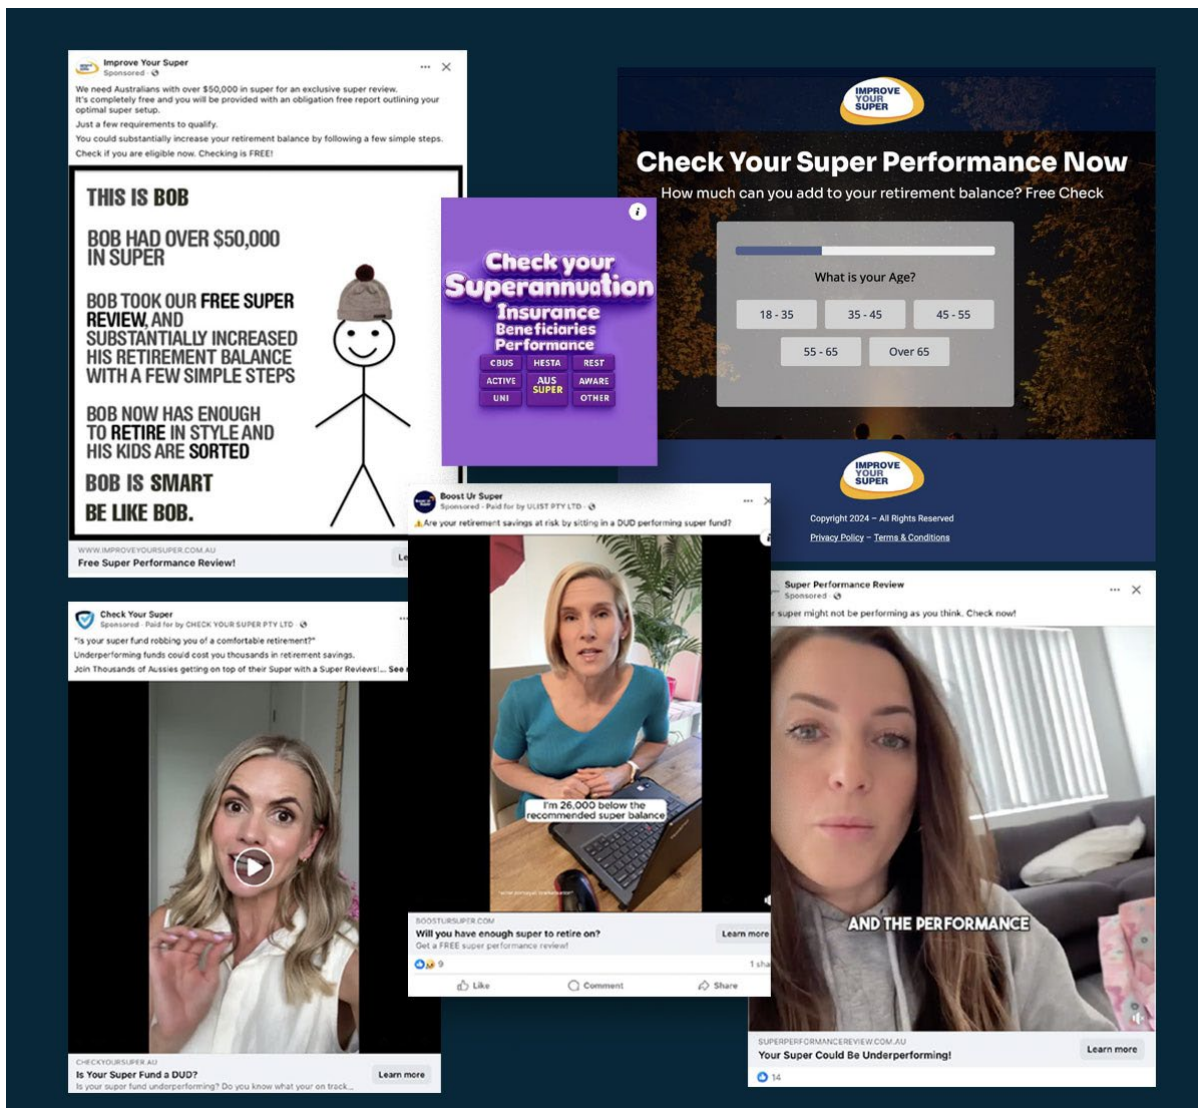 Improve Your Super
Sponsored ·
We need Australians with over $50,000 in super for an exclusive super review.
It's completely free and you will be provided with an obligation free report outlining your
optimal super setup.
Just a few requirements to qualify.
You could substantially increase your retirement balance by following a few simple steps.
Check if you are eligible now. Checking is FREE!
THIS IS BOB
BOB HAD OVER $50,000
IN SUPER
BOB TOOK OUR FREE SUPER
REVIEW, AND
SUBSTANTIALLY INCREASED
HIS RETIREMENT BALANCE
WITH A FEW SIMPLE STEPS
BOB NOW HAS ENOUGH
TO RETIRE IN STYLE AND
HIS KIDS ARE SORTED
BOB IS SMART
BE LIKE BOB.
WWW.IMPROVEYOURSUPER.COM.AU
Free Super Performance Review!
Le
Check your
Superannuation
Insurance
Beneficiaries
Performance
CBUS HESTA REST
ACTIVE AUS SUPER AWARE
UNI OTHER
IMPROVE
YOUR
SUPER
Check Your Super Performance Now
How much can you add to your retirement balance? Free Check
What is your Age?
18 - 35 35 - 45 45 - 55
55 - 65 Over 65
IMPROVE
YOUR
SUPER
Copyright 2024 – All Rights Reserved
Privacy Policy – Terms & Conditions
Check Your Super
Sponsored · Paid for by CHECK YOUR SUPER PTY LTD ·
"Is your super fund robbing you of a comfortable retirement?"
Underperforming funds could cost you thousands in retirement savings.
Join Thousands of Aussies getting on top of their Super with a Super Reviews!... See
CHECKYOURSUPER.AU
Is Your Super Fund a DUD?
Is your super fund underperforming? Do you know what your on track...
Learn more
Boost Ur Super
Sponsored · Paid for by ULIST PTY LTD ·
⚠Are your retirement savings at risk by sitting in a DUD performing super fund?
I'm 26,000 below the
recommended super balance
BOOSTURSUPER.COM
Will you have enough super to retire on?
Get a FREE super performance review!
Learn more
9
1 sha
Like Comment Share
Super Performance Review
Sponsored ·
r super might not be performing as you think. Check now!
AND THE PERFORMANCE
SUPERPERFORMANCEREVIEW.COM.AU
Your Super Could Be Underperforming!
Learn more
14